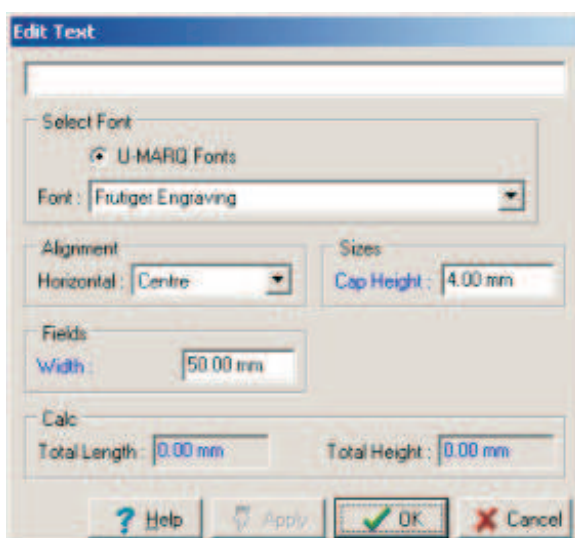 Edit Text
Select Font
U-MARQ Fonts
Font : Frutiger Engraving
Alignment
Horizontal : Centre
Sizes
Cap Height : 4.00 mm
Fields
Width : 50.00 mm
Calc
Total Length : 0.00 mm Total Height : 0.00 mm
Help Apply OK Cancel